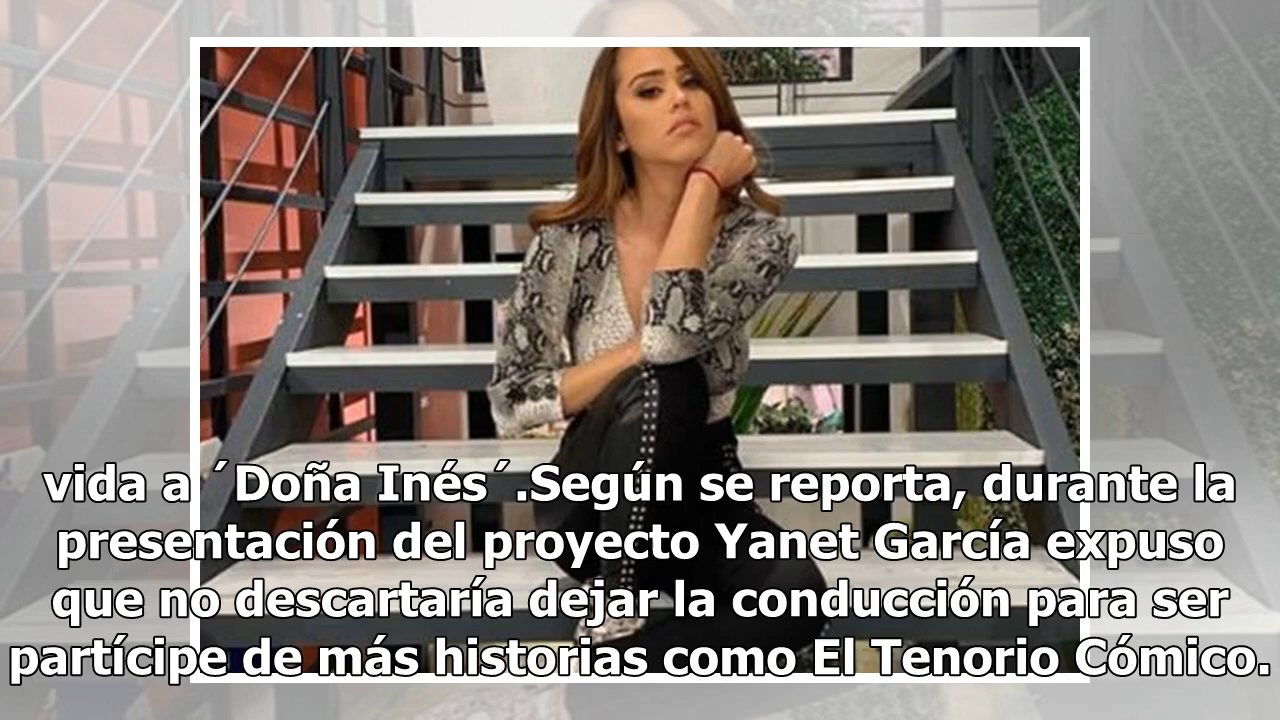 vida a ´Doña Inés´.Según se reporta, durante la
presentación del proyecto Yanet García expuso
que no descartaría dejar la conducción para ser
partícipe de más historias como El Tenorio Cómico.